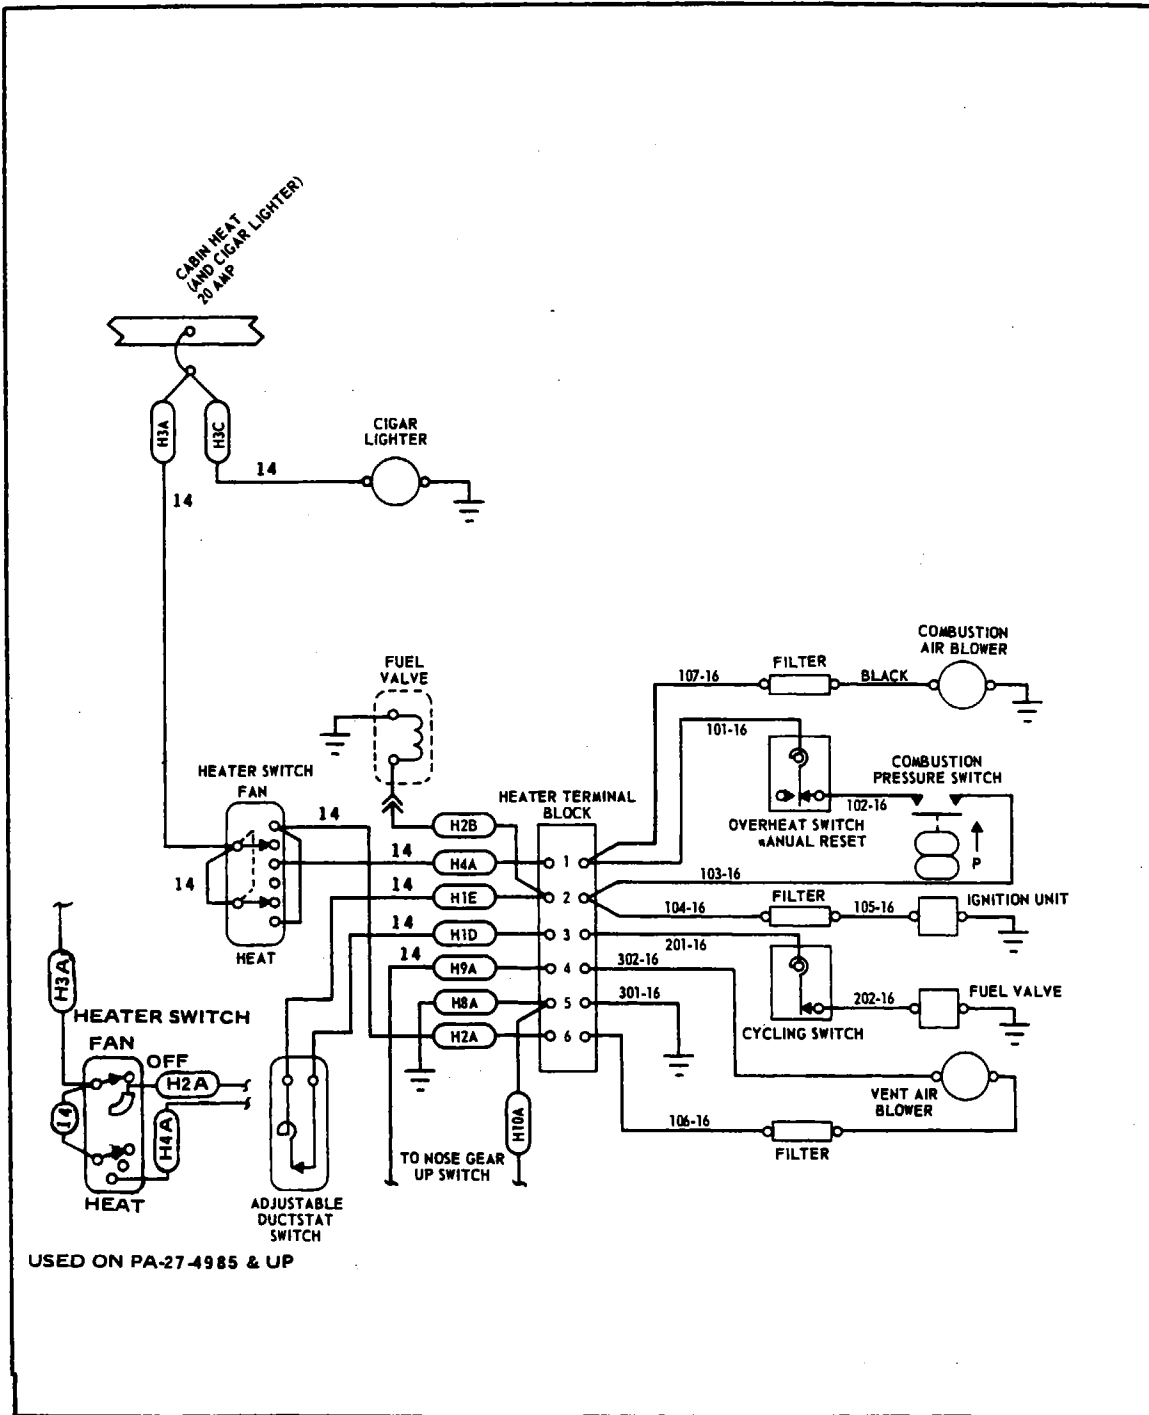 CABIN HEAT
(AND CIGAR LIGHTER)
20 AMP
H3A
H3C
14
14
CIGAR
LIGHTER
COMBUSTION
AIR BLOWER
FILTER
107-16
BLACK
FUEL
VALVE
101-16
COMBUSTION
PRESSURE SWITCH
HEATER SWITCH
FAN
14
HEATER TERMINAL
BLOCK
102-16
OVERHEAT SWITCH
MANUAL RESET
P
H2B
14
H4A
1
103-16
14
14
H1E
2
104-16
FILTER
105-16
IGNITION UNIT
14
H1D
3
201-16
HEAT
14
H9A
4
302-16
H3A
H8A
5
301-16
202-16
FUEL VALVE
HEATER SWITCH
H2A
6
CYCLING SWITCH
FAN
OFF
H2A
14
H4A
H10A
VENT AIR
BLOWER
106-16
FILTER
TO NOSE GEAR
UP SWITCH
HEAT
ADJUSTABLE
DUCTSTAT
SWITCH
USED ON PA-27-4985 & UP